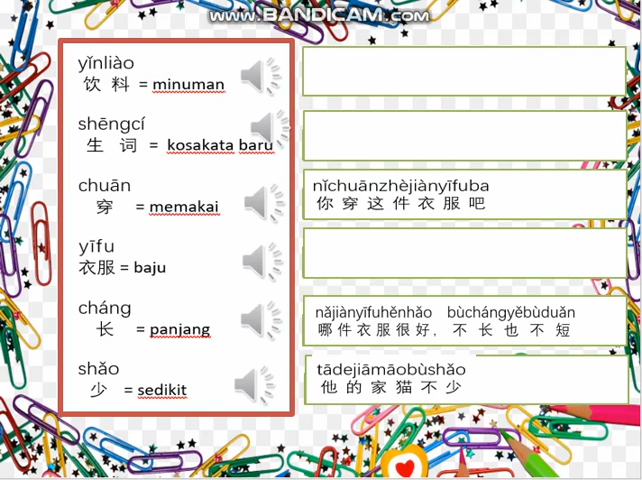 www.BANDICAM.com
yǐnliào
饮 料 = minuman
shēngcí
生 词 = kosakata baru
chuān
穿 = memakai
yīfu
衣服 = baju
cháng
长 = panjang
shǎo
少 = sedikit
nǐchuānzhèjiànyīfuba
你 穿 这 件 衣 服 吧
nǎjiànyīfuhěnhǎo bùchángyěbùduǎn
哪 件 衣 服 很 好， 不 长 也 不 短
tādejiāmāobùshǎo
他 的 家 猫 不 少